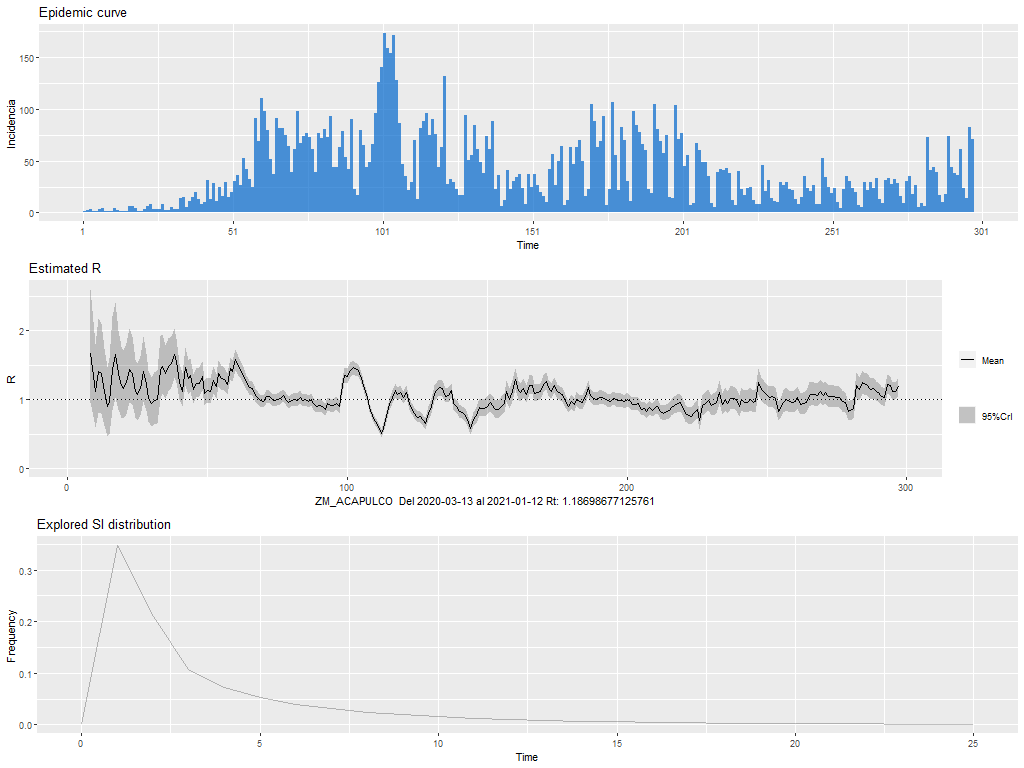 Epidemic curve
Incidencia
150
100
50
0
1 51 101 151 201 251 301
Time
Estimated R
R
2
1
0
0 100 200 300
ZM_ACAPULCO Del 2020-03-13 al 2021-01-12 Rt: 1.18698677125761
Mean
95%CrI
Explored SI distribution
Frequency
0.3
0.2
0.1
0.0
0 5 10 15 20 25
Time